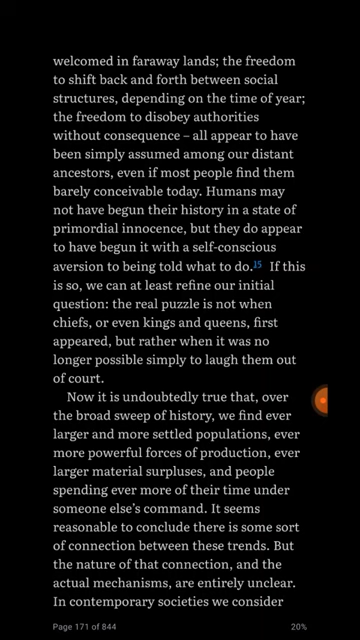 welcomed in faraway lands; the freedom
to shift back and forth between social
structures, depending on the time of year;
the freedom to disobey authorities
without consequence – all appear to have
been simply assumed among our distant
ancestors, even if most people find them
barely conceivable today. Humans may
not have begun their history in a state of
primordial innocence, but they do appear
to have begun it with a self-conscious
aversion to being told what to do.15 If this
is so, we can at least refine our initial
question: the real puzzle is not when
chiefs, or even kings and queens, first
appeared, but rather when it was no
longer possible simply to laugh them out
of court.
Now it is undoubtedly true that, over
the broad sweep of history, we find ever
larger and more settled populations, ever
more powerful forces of production, ever
larger material surpluses, and people
spending ever more of their time under
someone else’s command. It seems
reasonable to conclude there is some sort
of connection between these trends. But
the nature of that connection, and the
actual mechanisms, are entirely unclear.
In contemporary societies we consider
Page 171 of 844 20%